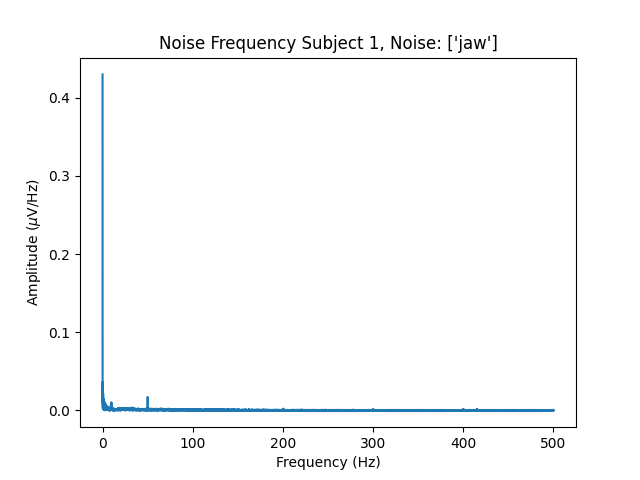 Noise Frequency Subject 1, Noise: ['jaw']
0.4
0.3
0.2
0.1
0.0
Amplitude (μV/Hz)
0 100 200 300 400 500
Frequency (Hz)